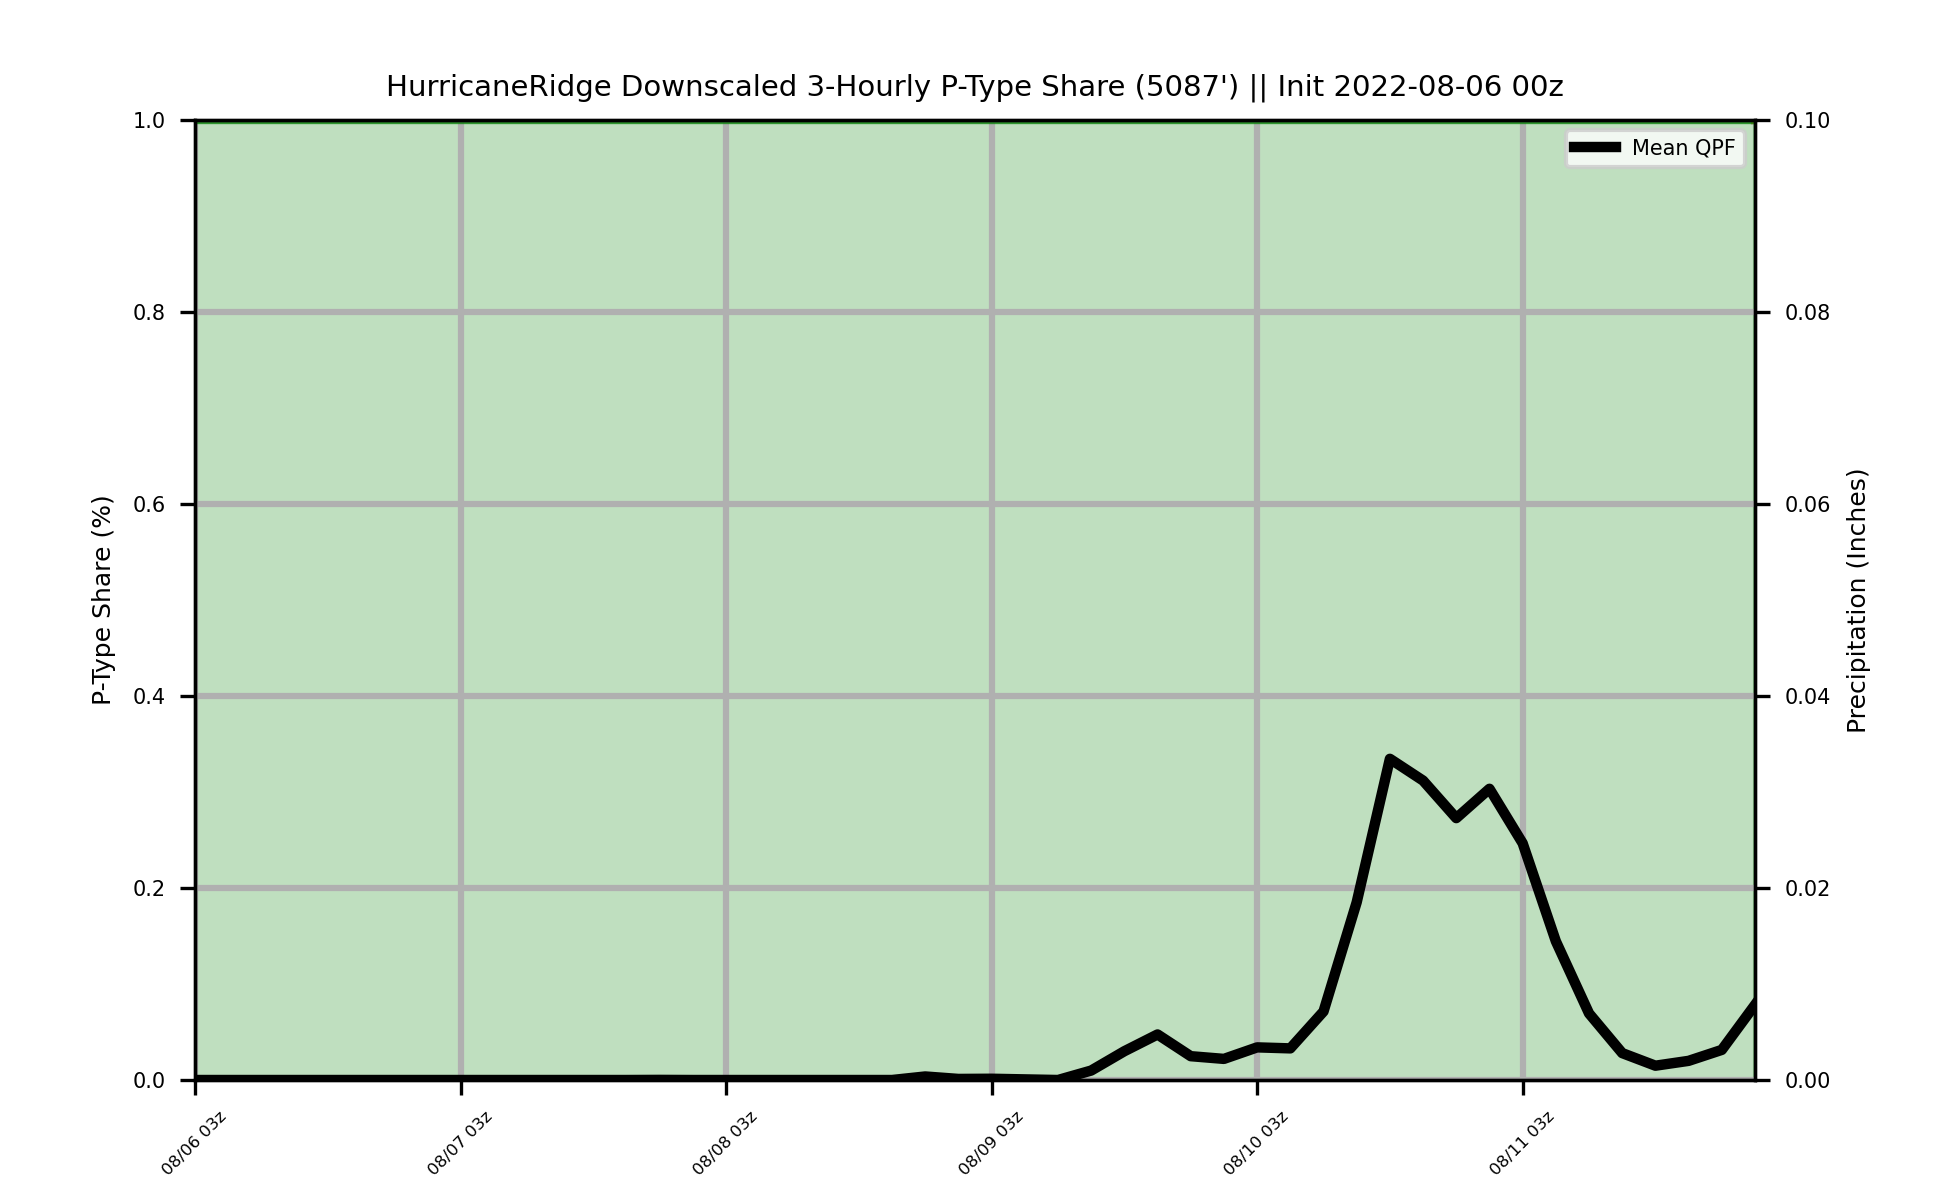 HurricaneRidge Downscaled 3-Hourly P-Type Share (5087') || Init 2022-08-06 00z
1.0
0.8
0.6
0.4
0.2
0.0
P-Type Share (%)
Mean QPF
0.10
0.08
0.06
0.04
0.02
0.00
Precipitation (Inches)
08/06 03z
08/07 03z
08/08 03z
08/09 03z
08/10 03z
08/11 03z